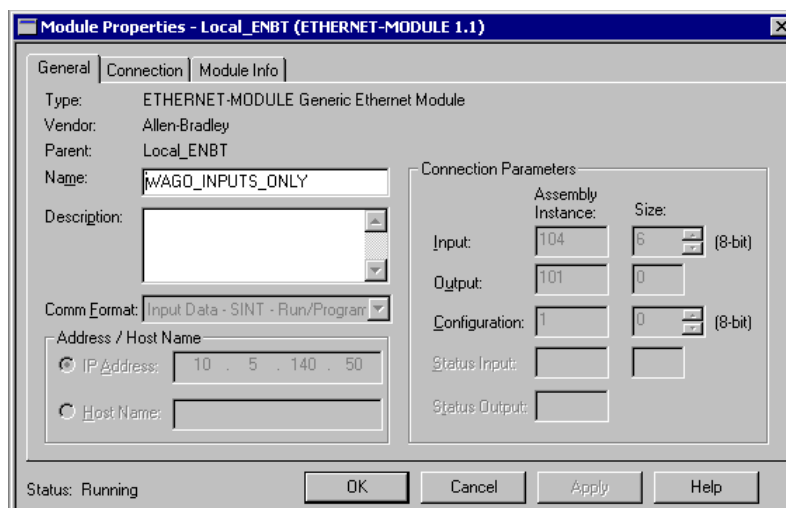 Module Properties - Local_ENBT (ETHERNET-MODULE 1.1)
General Connection Module Info
Type: ETHERNET-MODULE Generic Ethernet Module
Vendor: Allen-Bradley
Parent: Local_ENBT
Name: WAGO_INPUTS_ONLY
Description:
Comm Format: Input Data - SINT - Run/Program
Address / Host Name
IP Address: 10 . 5 . 140 . 50
Host Name:
Connection Parameters
Assembly Instance: Size:
Input: 104 6 (8-bit)
Output: 101 0
Configuration: 1 0 (8-bit)
Status Input:
Status Output:
Status: Running
OK Cancel Apply Help